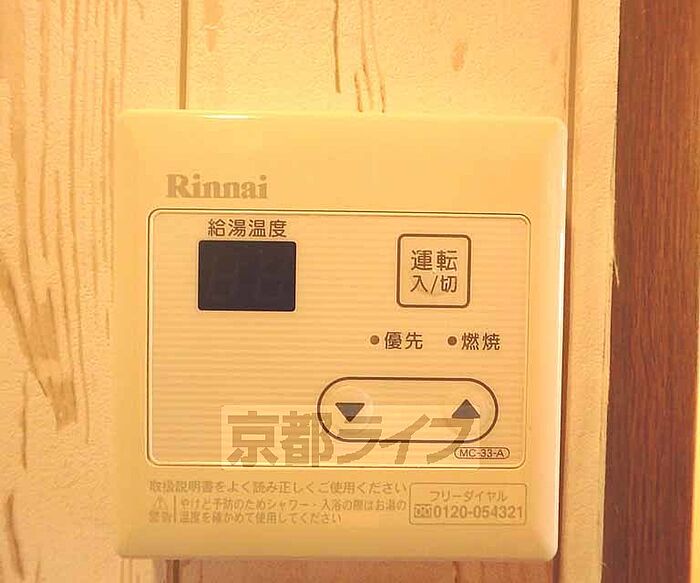 Rinnai
給湯温度
運転
入/切
優先 燃焼
京都ライフ
MC-33-A
取扱説明書をよく読み正しくご使用ください
警告 やけど予防のためシャワー・入浴の際はお湯の
温度を確かめて使用してください
フリーダイヤル
0120-054321